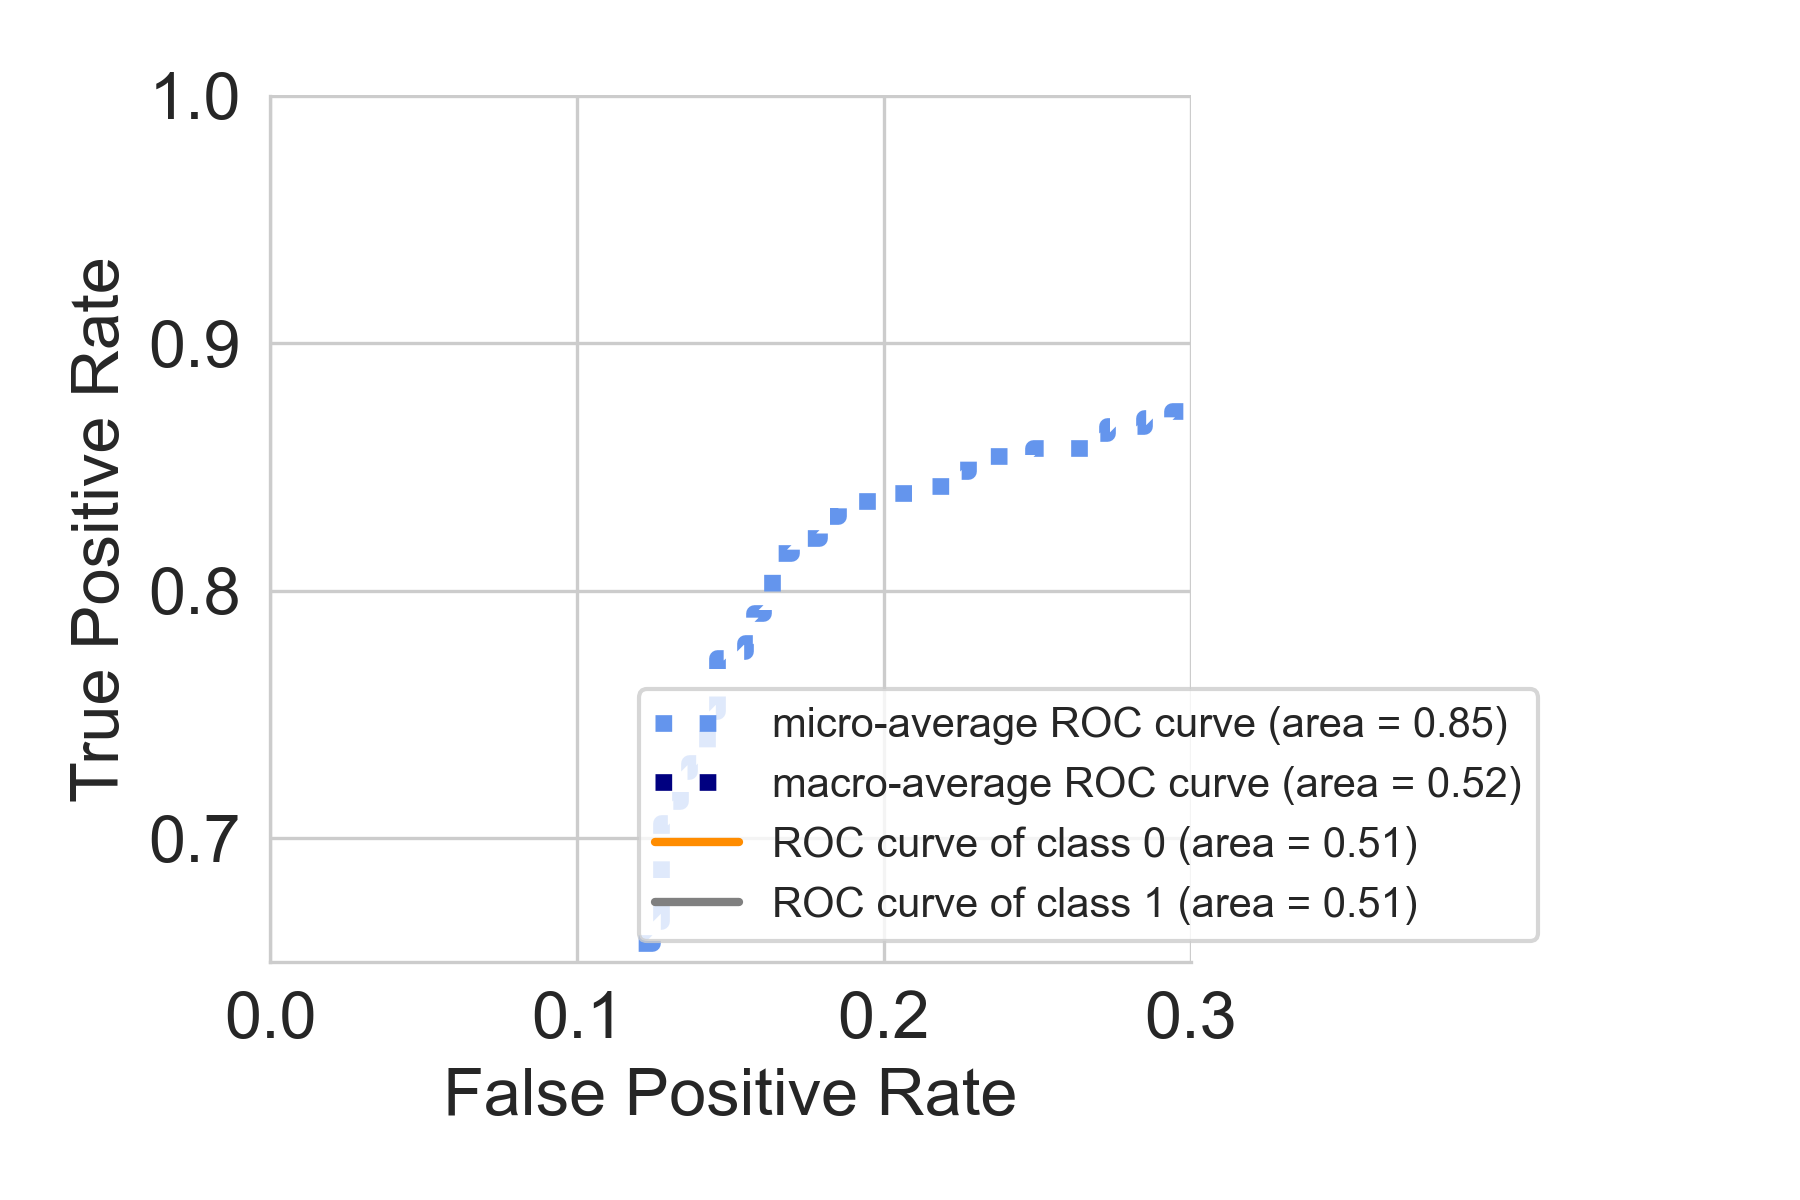 1.0
0.9
0.8
0.7
True Positive Rate
micro-average ROC curve (area = 0.85)
macro-average ROC curve (area = 0.52)
ROC curve of class 0 (area = 0.51)
ROC curve of class 1 (area = 0.51)
0.0 0.1 0.2 0.3
False Positive Rate